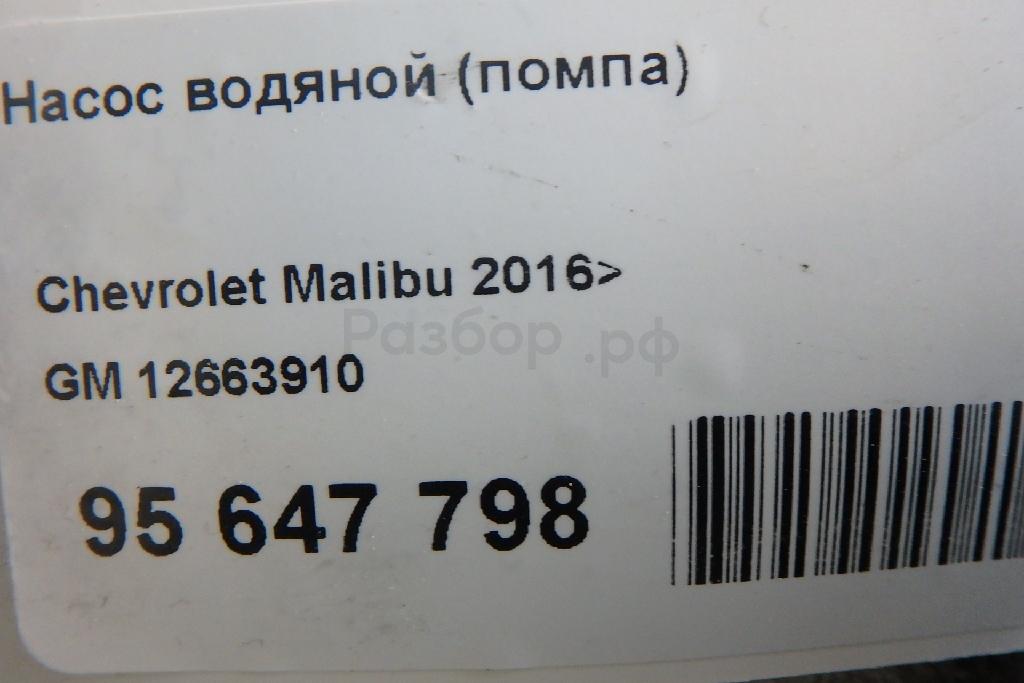 Насос водяной (помпа)
Chevrolet Malibu 2016>
Разбор.рф
GM 12663910
95 647 798